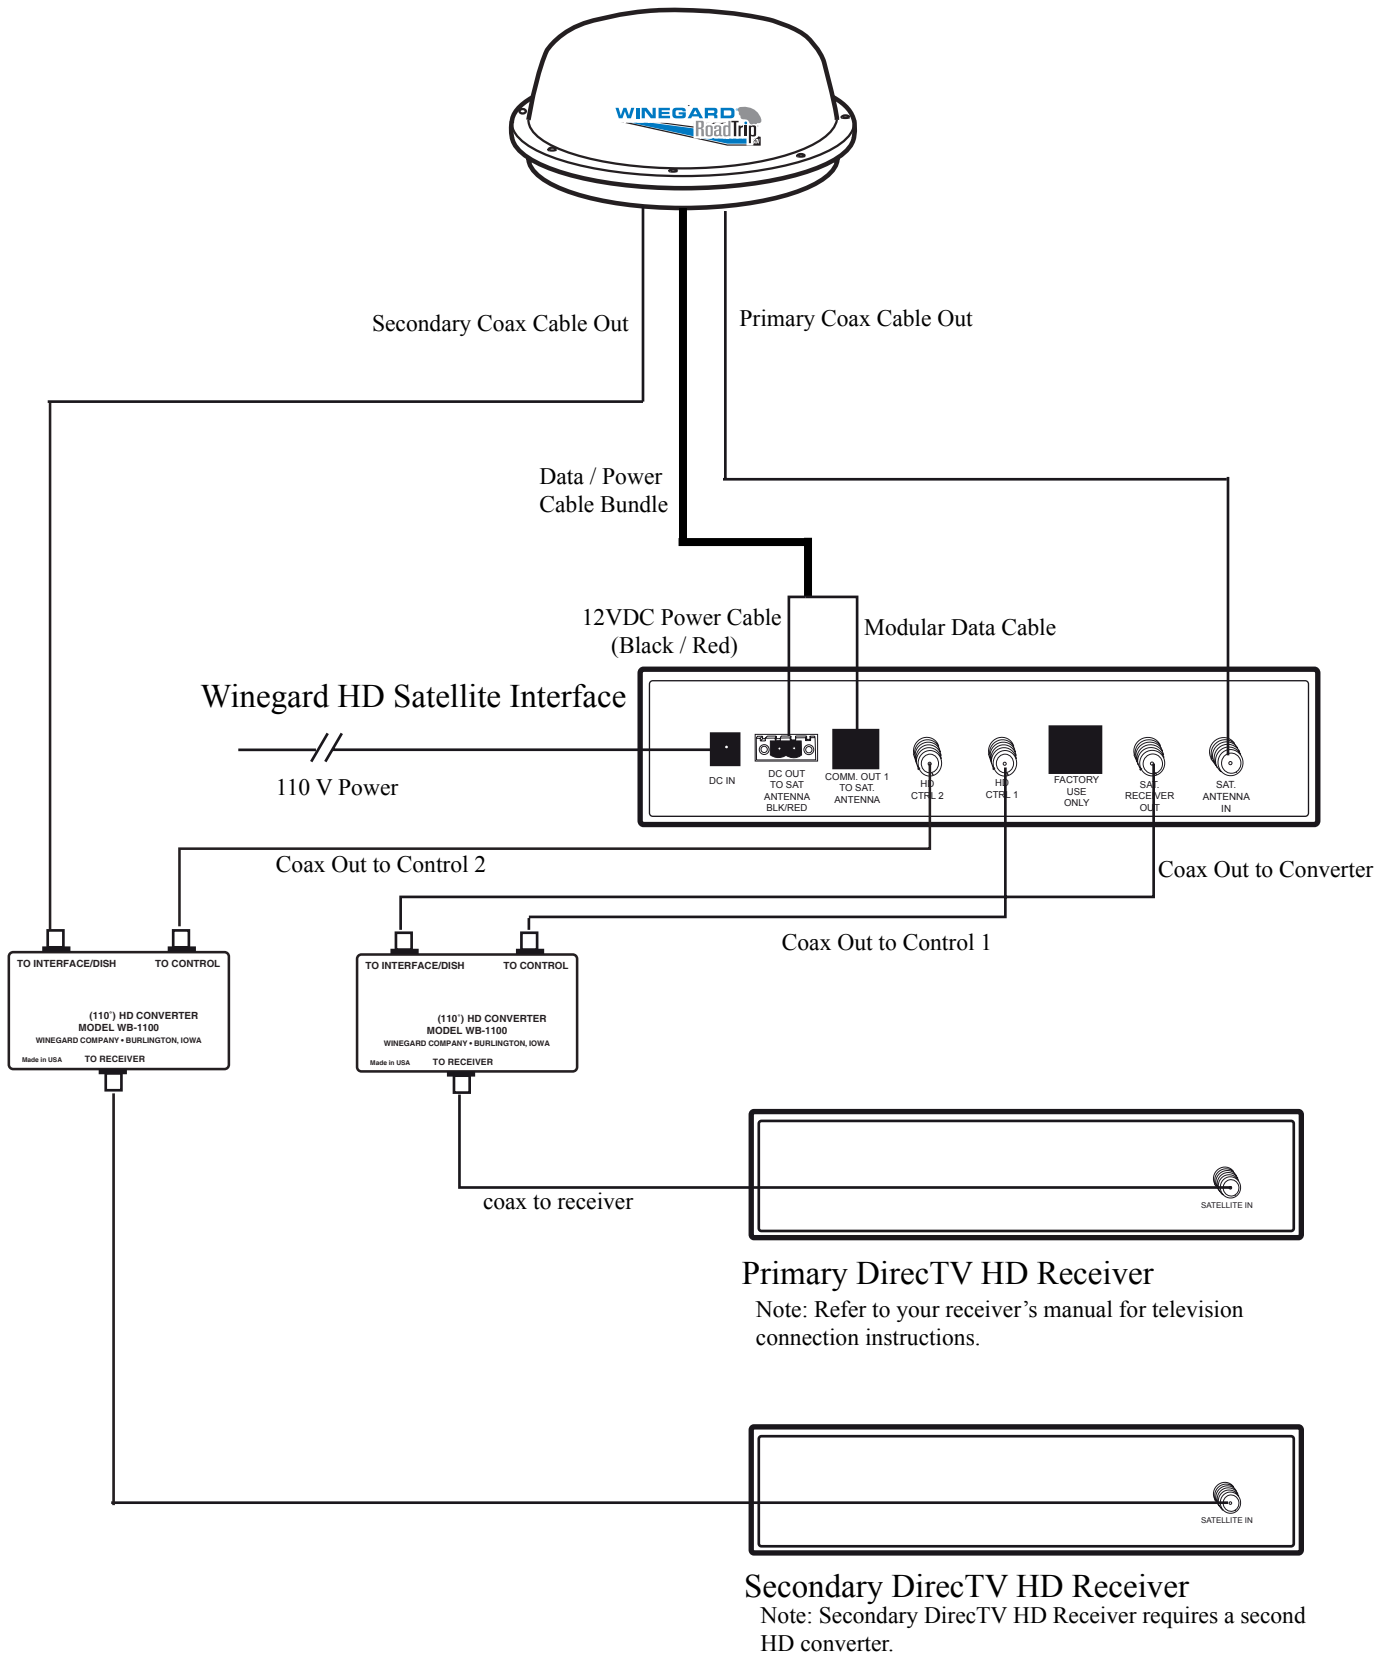 WINEGARD
RoadTrip
Secondary Coax Cable Out
Primary Coax Cable Out
Data / Power
Cable Bundle
12VDC Power Cable
(Black / Red)
Modular Data Cable
Winegard HD Satellite Interface
110 V Power
DC IN
DC OUT
TO SAT
ANTENNA
BLK/RED
COMM. OUT 1
TO SAT.
ANTENNA
HD
CTRL 2
HD
CTRL 1
FACTORY
USE
ONLY
SAT.
RECEIVER
OUT
SAT.
ANTENNA
IN
Coax Out to Control 2
Coax Out to Converter
Coax Out to Control 1
TO INTERFACE/DISH
TO CONTROL
(110˚) HD CONVERTER
MODEL WB-1100
WINEGARD COMPANY • BURLINGTON, IOWA
Made in USA
TO RECEIVER
TO INTERFACE/DISH
TO CONTROL
(110˚) HD CONVERTER
MODEL WB-1100
WINEGARD COMPANY • BURLINGTON, IOWA
Made in USA
TO RECEIVER
coax to receiver
SATELLITE IN
Primary DirecTV HD Receiver
Note: Refer to your receiver’s manual for television
connection instructions.
SATELLITE IN
Secondary DirecTV HD Receiver
Note: Secondary DirecTV HD Receiver requires a second
HD converter.